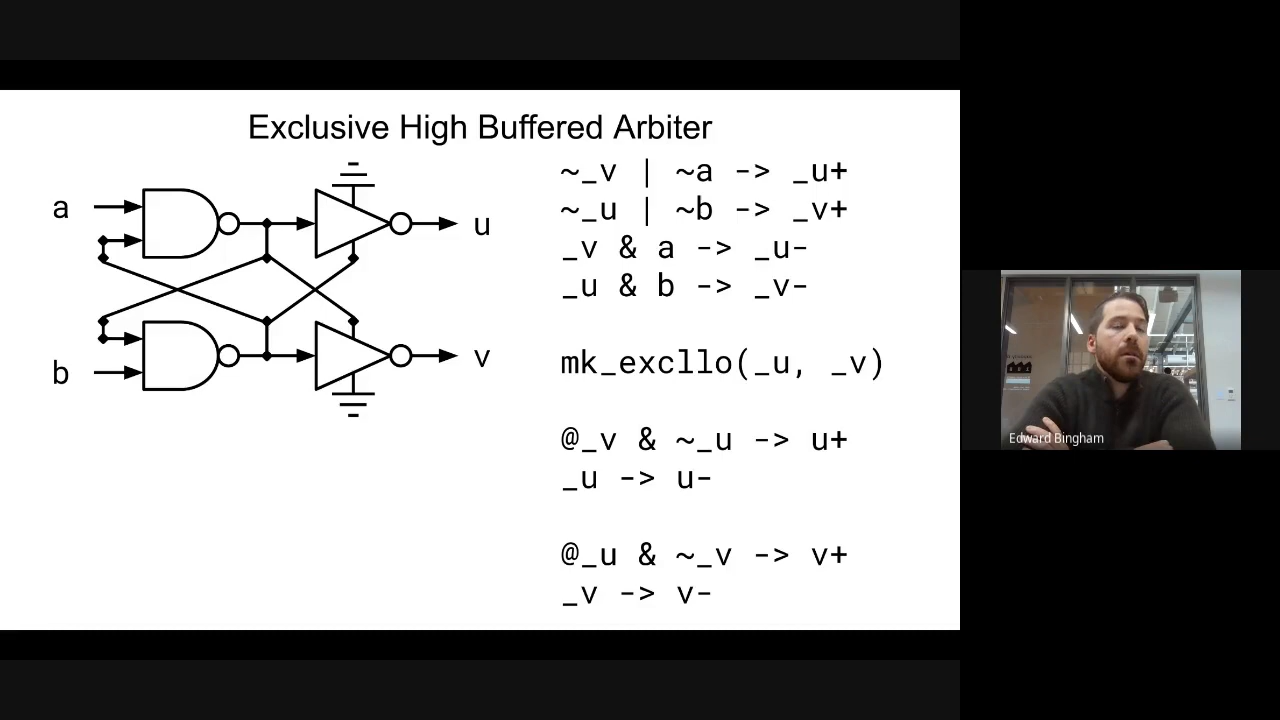 Exclusive High Buffered Arbiter
a
b
u
v
~_v | ~a -> _u+
~_u | ~b -> _v+
_v & a -> _u-
_u & b -> _v-
mk_excllo(_u, _v)
@_v & ~_u -> u+
_u -> u-
@_u & ~_v -> v+
_v -> v-
Edward Bingham